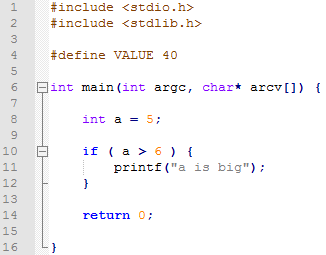 1 #include <stdio.h>
2 #include <stdlib.h>
3
4 #define VALUE 40
5
6 int main(int argc, char* arcv[]) {
7
8 int a = 5;
9
10 if ( a > 6 ) {
11 printf("a is big");
12 }
13
14 return 0;
15
16 }